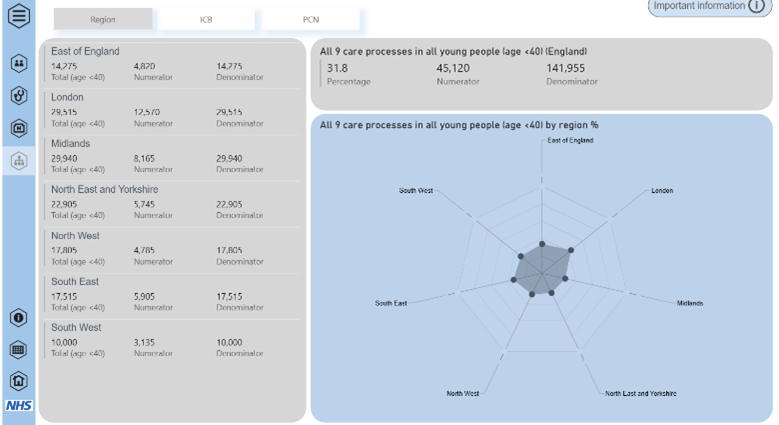 Important information
Region ICB PCN
East of England
14,275 4,820 14,275
Total (age <40) Numerator Denominator
London
29,515 12,570 29,515
Total (age <40) Numerator Denominator
Midlands
29,940 8,165 29,940
Total (age <40) Numerator Denominator
North East and Yorkshire
22,905 5,745 22,905
Total (age <40) Numerator Denominator
North West
17,805 4,785 17,805
Total (age <40) Numerator Denominator
South East
17,515 5,905 17,515
Total (age <40) Numerator Denominator
South West
10,000 3,135 10,000
Total (age <40) Numerator Denominator
NHS
All 9 care processes in all young people (age <40) (England)
31.8 45,120 141,955
Percentage Numerator Denominator
All 9 care processes in all young people (age <40) by region %
East of England
South West London
South East Midlands
North West North East and Yorkshire